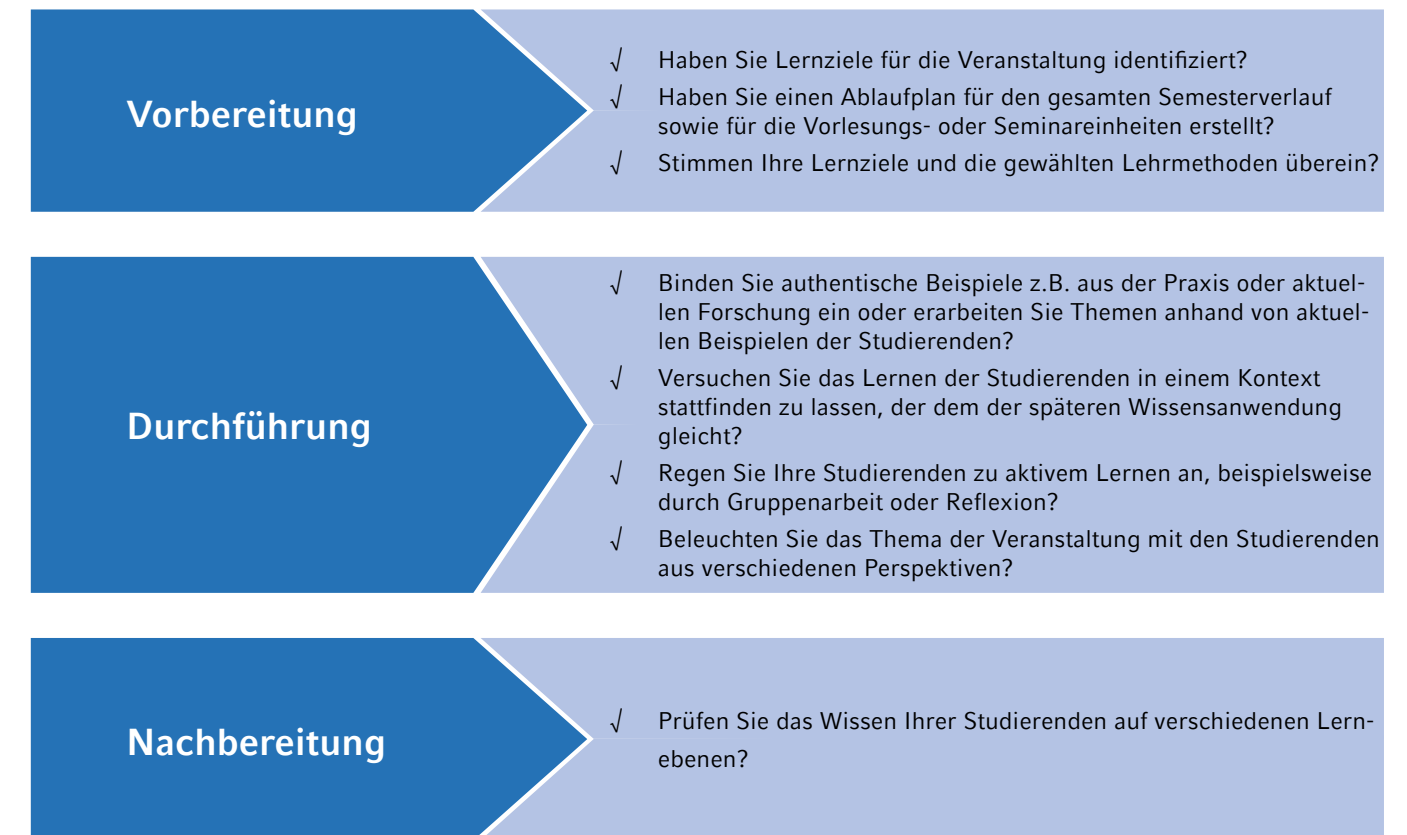 Vorbereitung
√ Haben Sie Lernziele für die Veranstaltung identifiziert?
√ Haben Sie einen Ablaufplan für den gesamten Semesterverlauf
sowie für die Vorlesungs- oder Seminareinheiten erstellt?
√ Stimmen Ihre Lernziele und die gewählten Lehrmethoden überein?
Durchführung
√ Binden Sie authentische Beispiele z.B. aus der Praxis oder aktuel-
len Forschung ein oder erarbeiten Sie Themen anhand von aktuel-
len Beispielen der Studierenden?
√ Versuchen Sie das Lernen der Studierenden in einem Kontext
stattfinden zu lassen, der dem der späteren Wissensanwendung
gleicht?
√ Regen Sie Ihre Studierenden zu aktivem Lernen an, beispielsweise
durch Gruppenarbeit oder Reflexion?
√ Beleuchten Sie das Thema der Veranstaltung mit den Studierenden
aus verschiedenen Perspektiven?
Nachbereitung
√ Prüfen Sie das Wissen Ihrer Studierenden auf verschiedenen Lern-
ebenen?